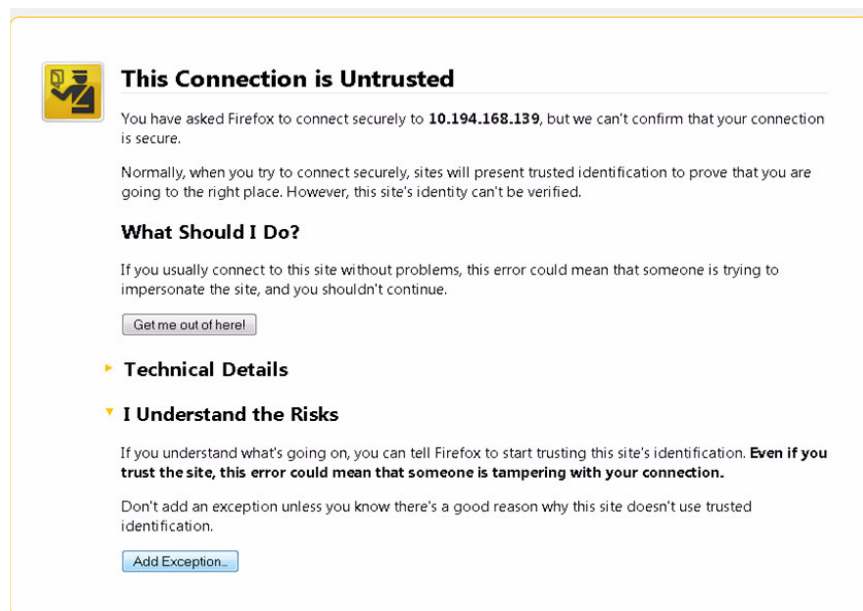 This Connection is Untrusted
You have asked Firefox to connect securely to 10.194.168.139, but we can't confirm that your connection
is secure.
Normally, when you try to connect securely, sites will present trusted identification to prove that you are
going to the right place. However, this site's identity can't be verified.
What Should I Do?
If you usually connect to this site without problems, this error could mean that someone is trying to
impersonate the site, and you shouldn't continue.
Get me out of here!
Technical Details
I Understand the Risks
If you understand what's going on, you can tell Firefox to start trusting this site's identification. Even if you
trust the site, this error could mean that someone is tampering with your connection.
Don't add an exception unless you know there's a good reason why this site doesn't use trusted
identification.
Add Exception...